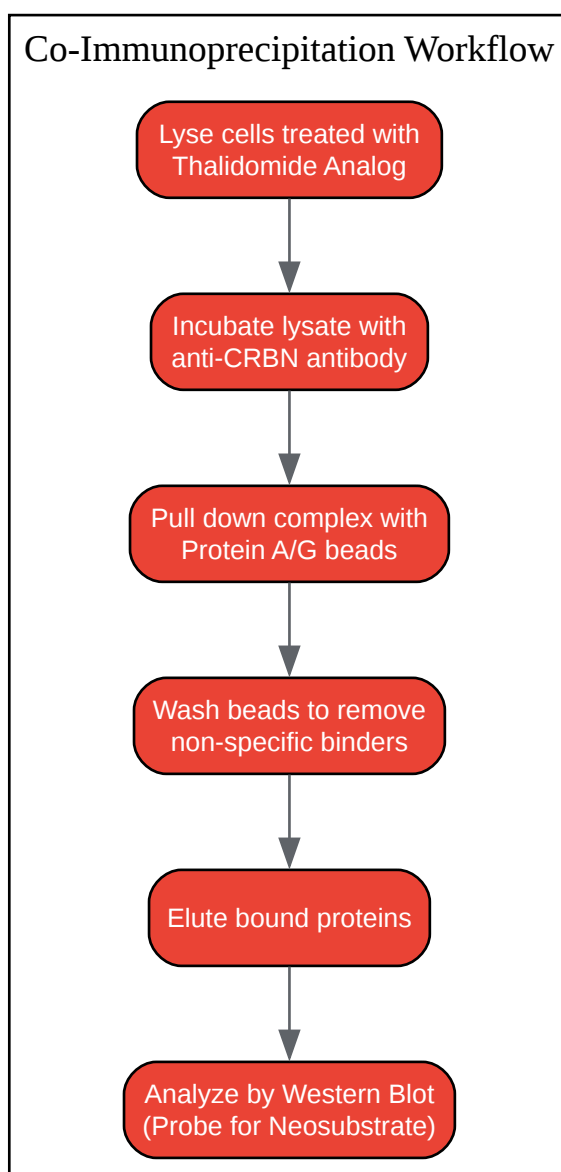 Co-Immunoprecipitation Workflow
Lyse cells treated with
Thalidomide Analog
Incubate lysate with
anti-CRBN antibody
Pull down complex with
Protein A/G beads
Wash beads to remove
non-specific binders
Elute bound proteins
Analyze by Western Blot
(Probe for Neosubstrate)